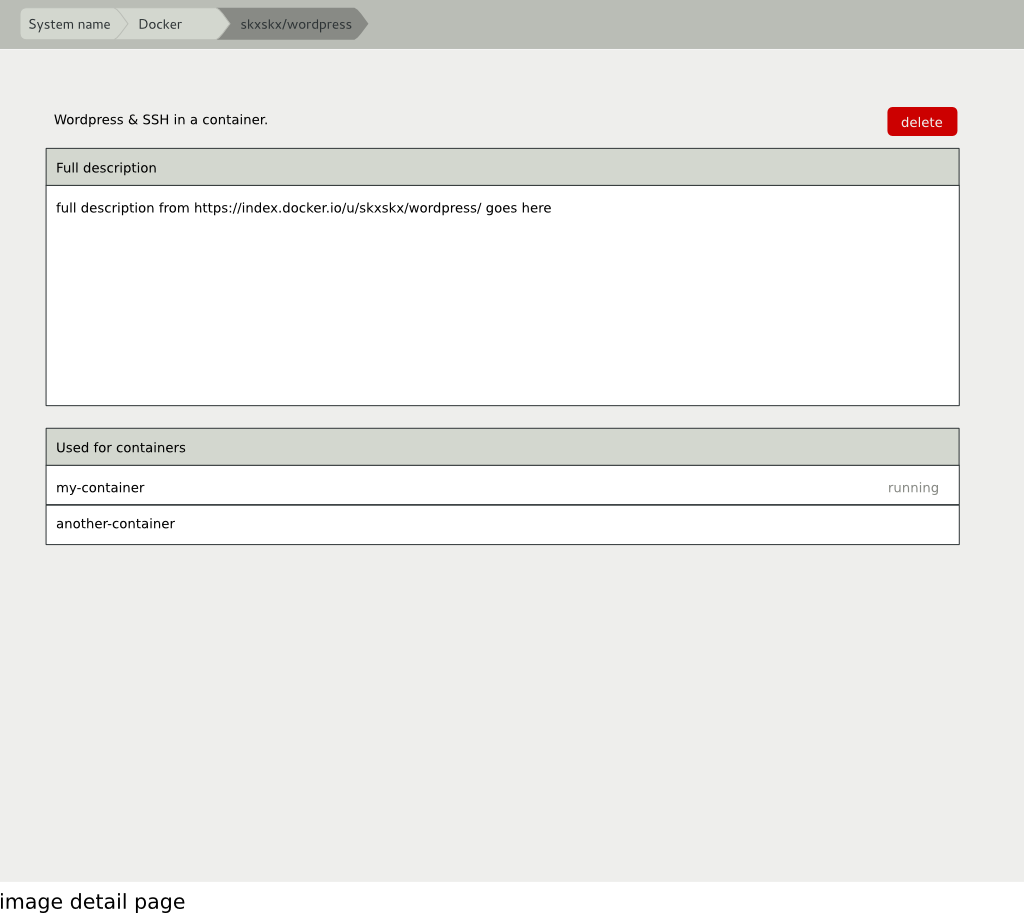 System name Docker skxskx/wordpress
Wordpress & SSH in a container. delete
Full description
full description from https://index.docker.io/u/skxskx/wordpress/ goes here
Used for containers
my-container running
another-container
image detail page